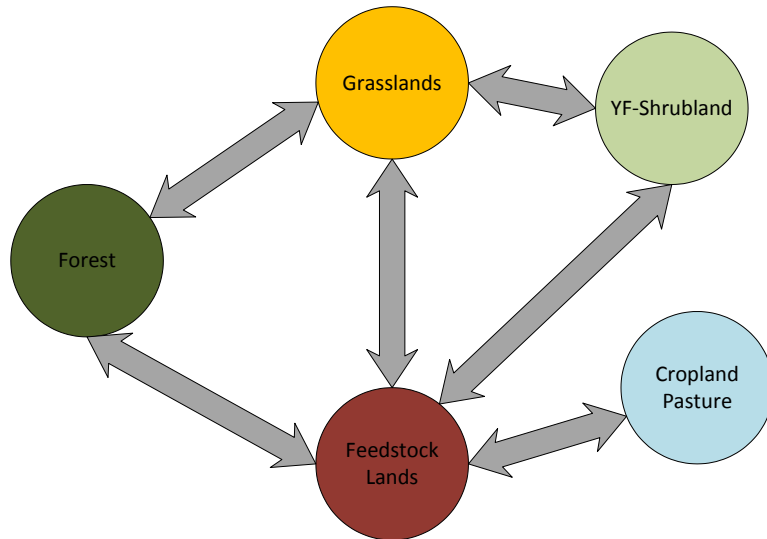 Grasslands
YF-Shrubland
Forest
Cropland
Pasture
Feedstock
Lands